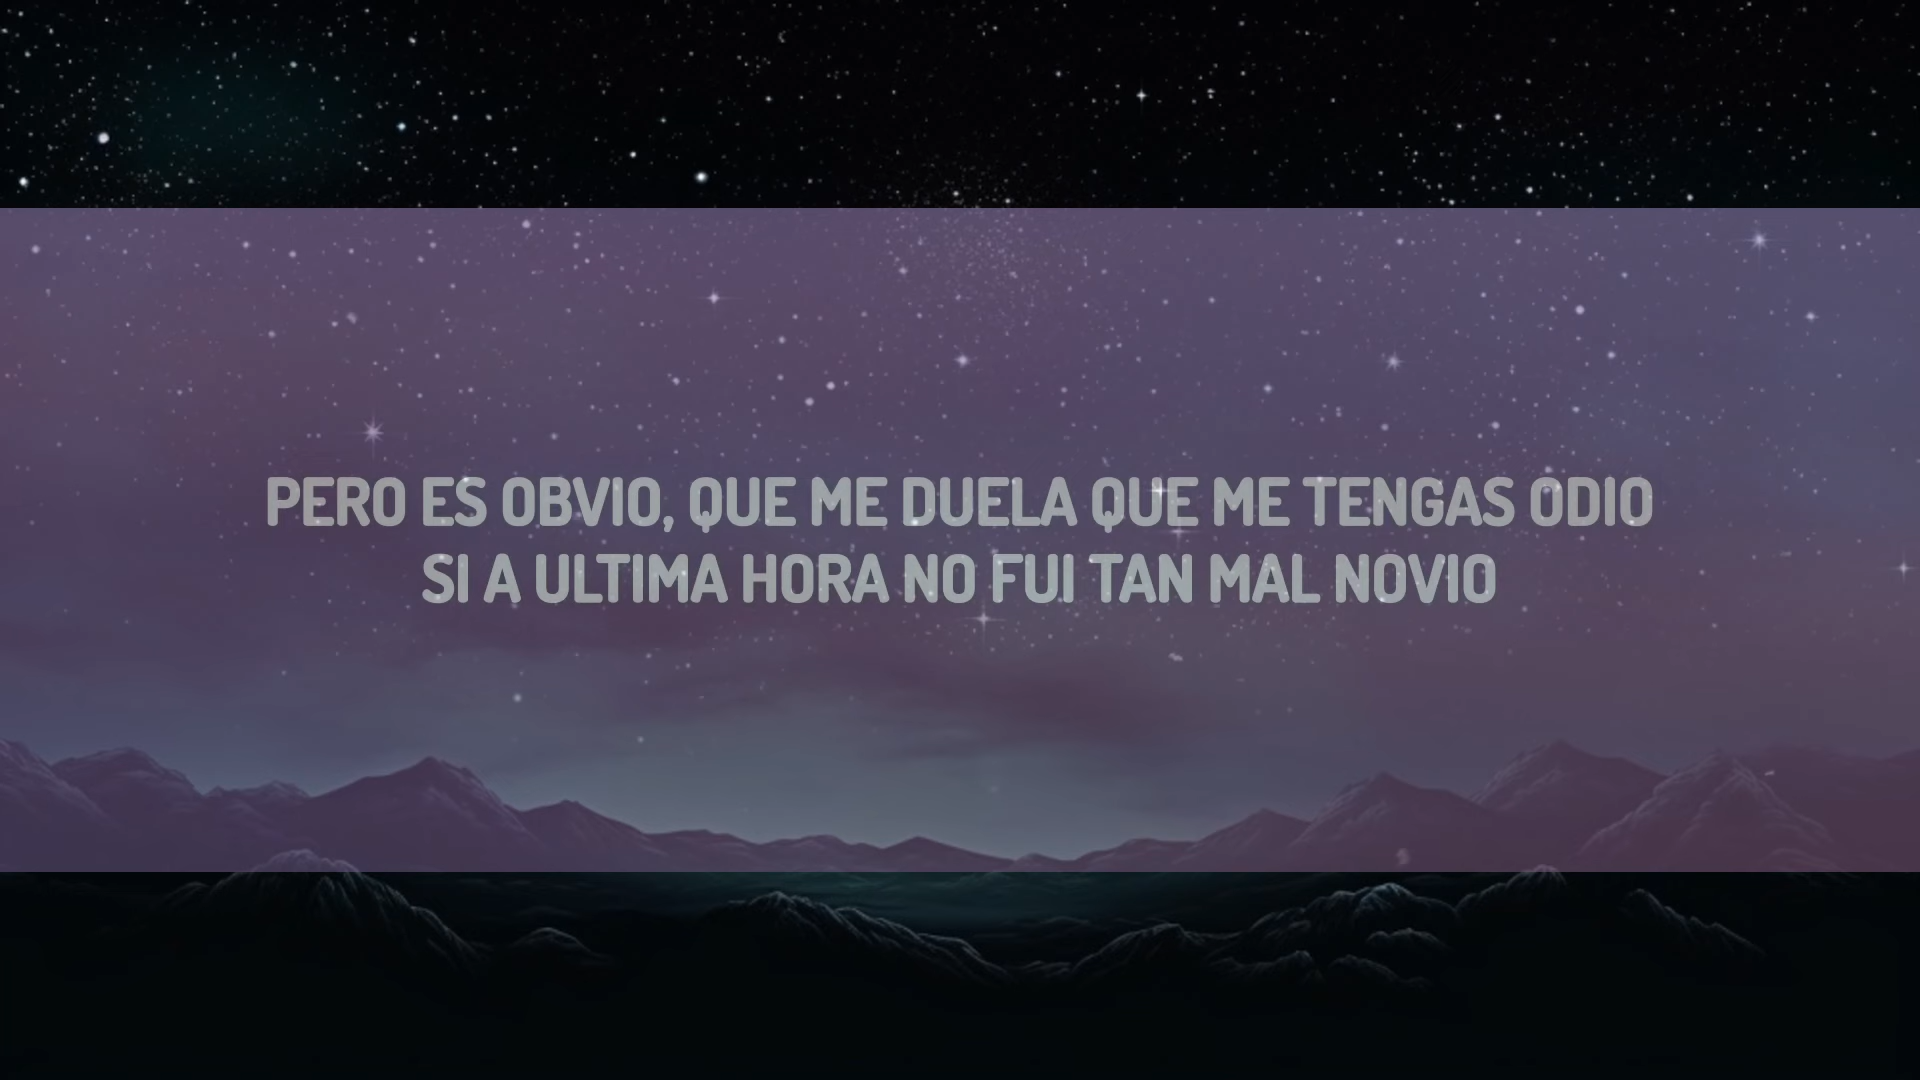 PERO ES OBVIO, QUE ME DUELA QUE ME TENGAS ODIO
SI A ULTIMA HORA NO FUI TAN MAL NOVIO